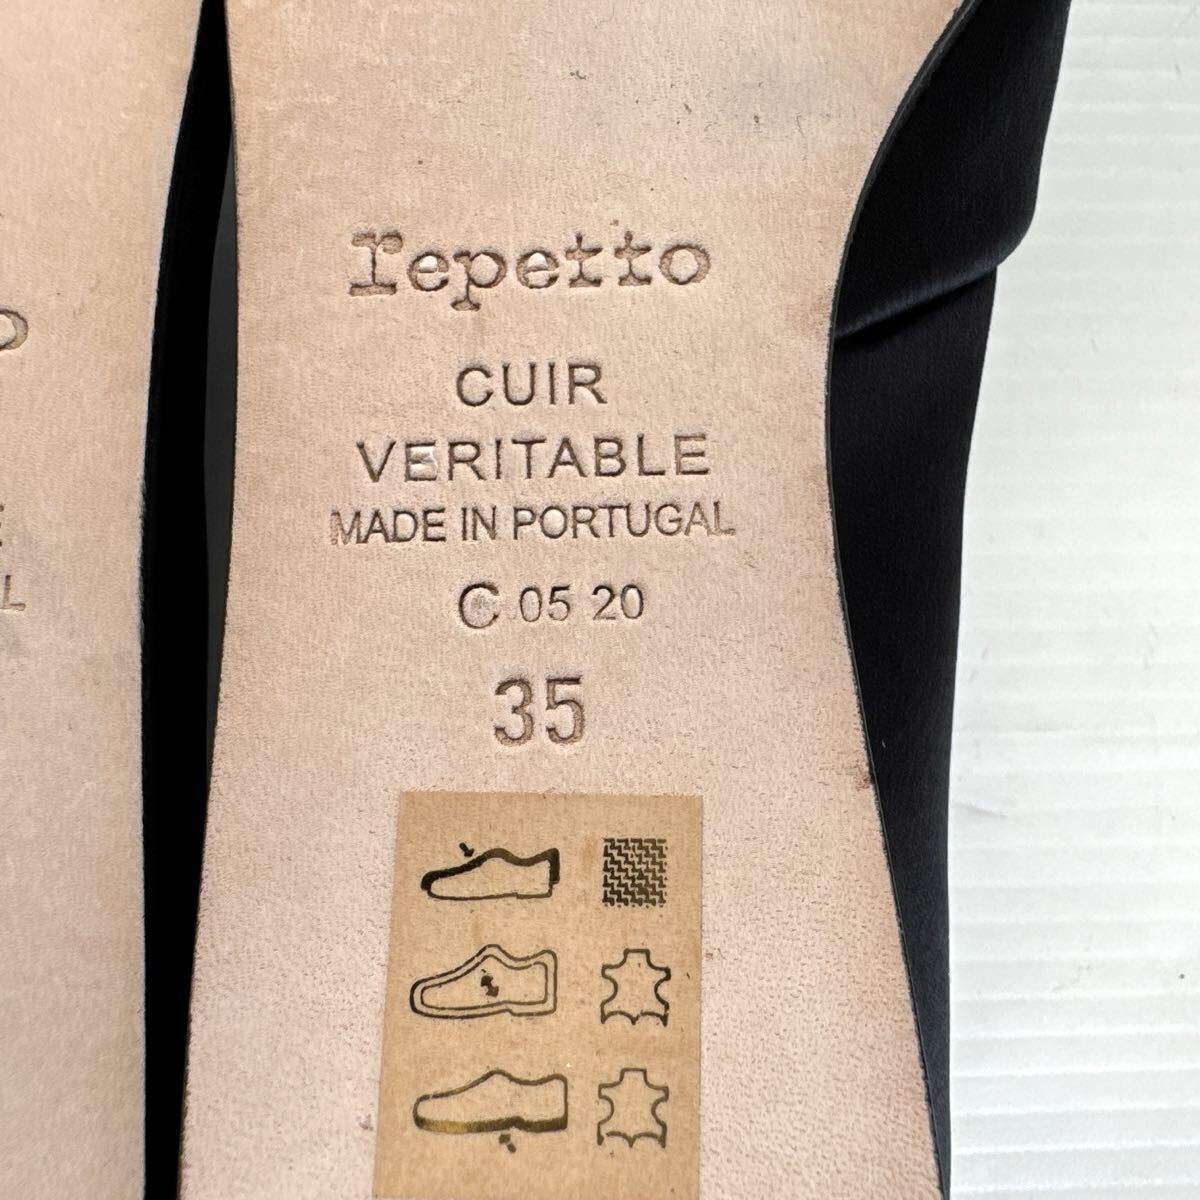 repetto
CUIR
VERITABLE
MADE IN PORTUGAL
C 05 20
35